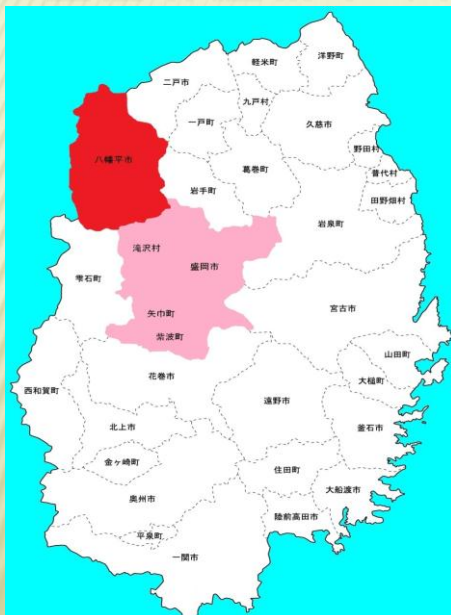 洋野町
軽米町
二戸市
九戸村
一戸町
久慈市
野田村
八幡平市
普代村
葛巻町
岩手町
田野畑村
岩泉町
滝沢村
盛岡市
雫石町
宮古市
矢巾町
紫波町
山田町
花巻市
大槌町
西和賀町
遠野市
北上市
釜石市
金ヶ崎町
住田町
大船渡市
奥州市
陸前高田市
平泉町
一関市